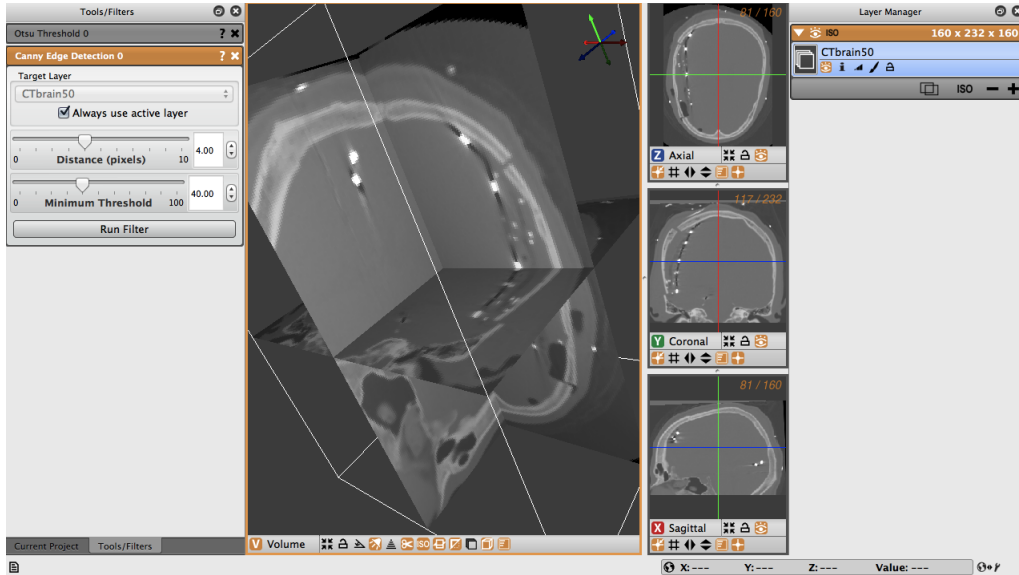 Tools/Filters
Otsu Threshold 0 ?
Canny Edge Detection 0 ?
Target Layer
CTbrain50
Always use active layer
4.00
0 Distance (pixels) 10
40.00
0 Minimum Threshold 100
Run Filter
Current Project Tools/Filters
V Volume ISO
81 / 160
Z Axial
117 / 232
Y Coronal
81 / 160
X Sagittal
Layer Manager
ISO 160 x 232 x 160
CTbrain50
ISO
X: --- Y: --- Z: --- Value: ---